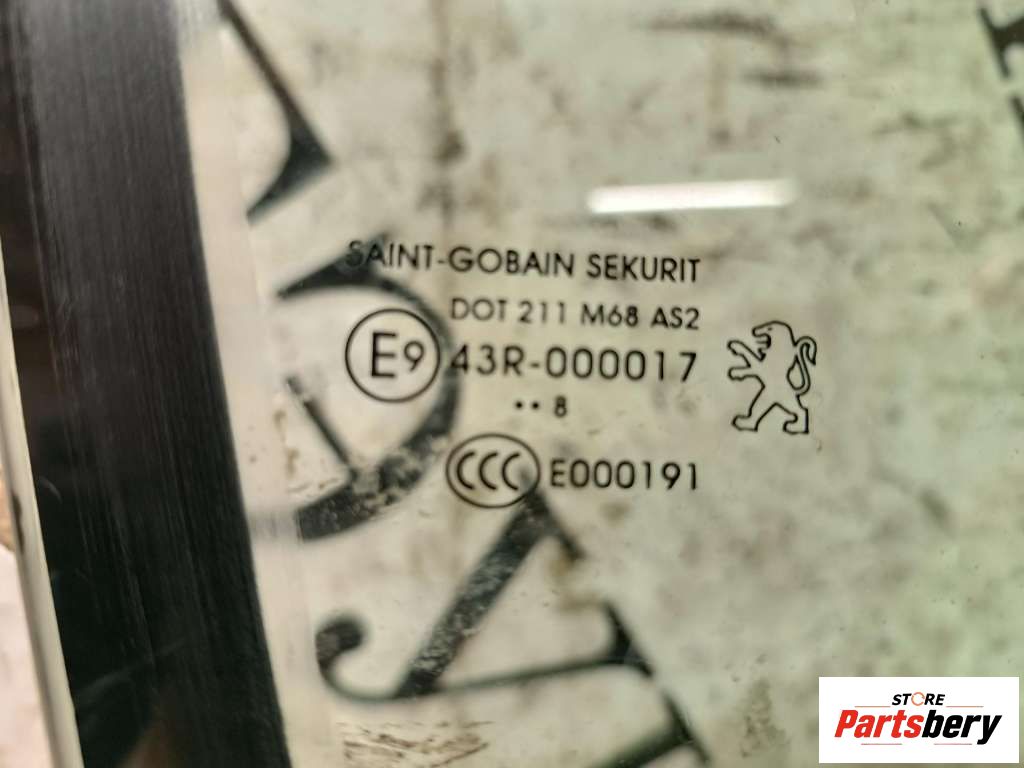 SAINT-GOBAIN SEKURIT
DOT 211 M68 AS2
E9 43R-000017
•• 8
CCC E000191
STORE
Partsbery